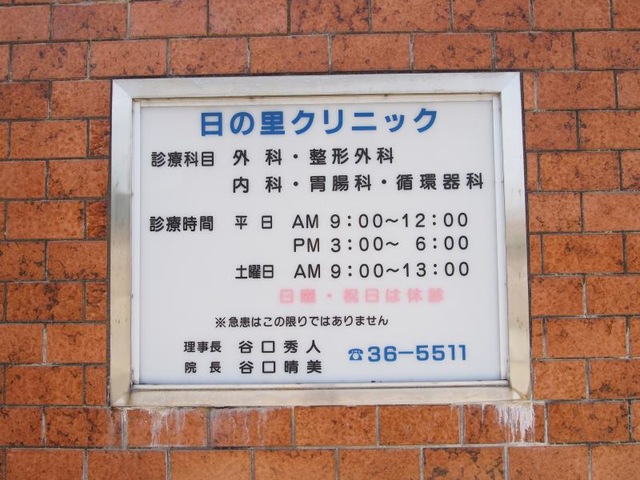 日の里クリニック
診療科目 外科・整形外科
内科・胃腸科・循環器科
診療時間 平日 AM 9:00〜12:00
PM 3:00〜 6:00
土曜日 AM 9:00〜13:00
日曜・祝日は休診
※急患はこの限りではありません
理事長 谷口秀人 ☎36-5511
院長 谷口晴美